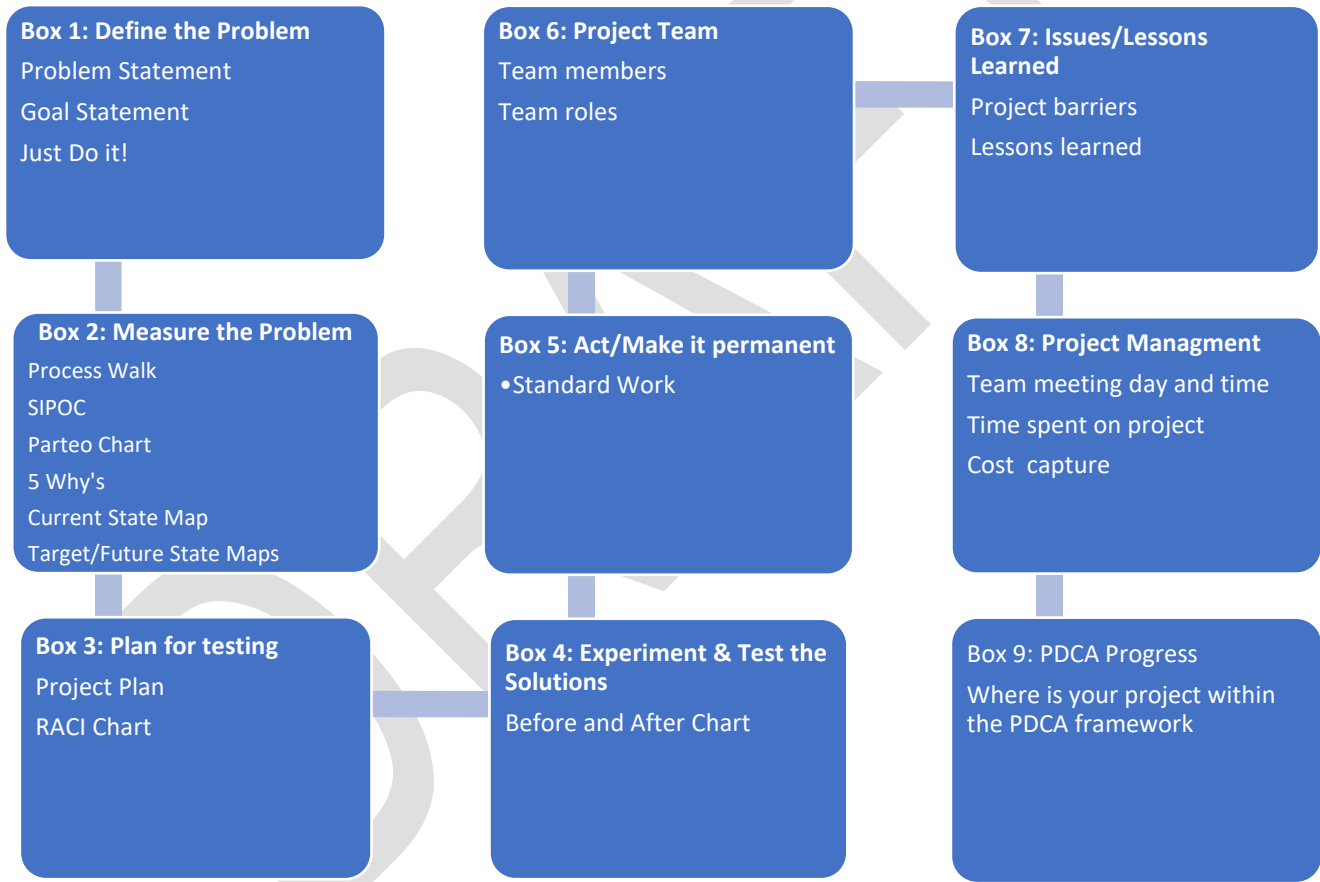 Box 1: Define the Problem
Problem Statement
Goal Statement
Just Do it!
Box 2: Measure the Problem
Process Walk
SIPOC
Parteo Chart
5 Why's
Current State Map
Target/Future State Maps
Box 3: Plan for testing
Project Plan
RACI Chart
Box 4: Experiment & Test the
Solutions
Before and After Chart
Box 5: Act/Make it permanent
•Standard Work
Box 6: Project Team
Team members
Team roles
Box 7: Issues/Lessons
Learned
Project barriers
Lessons learned
Box 8: Project Managment
Team meeting day and time
Time spent on project
Cost capture
Box 9: PDCA Progress
Where is your project within
the PDCA framework